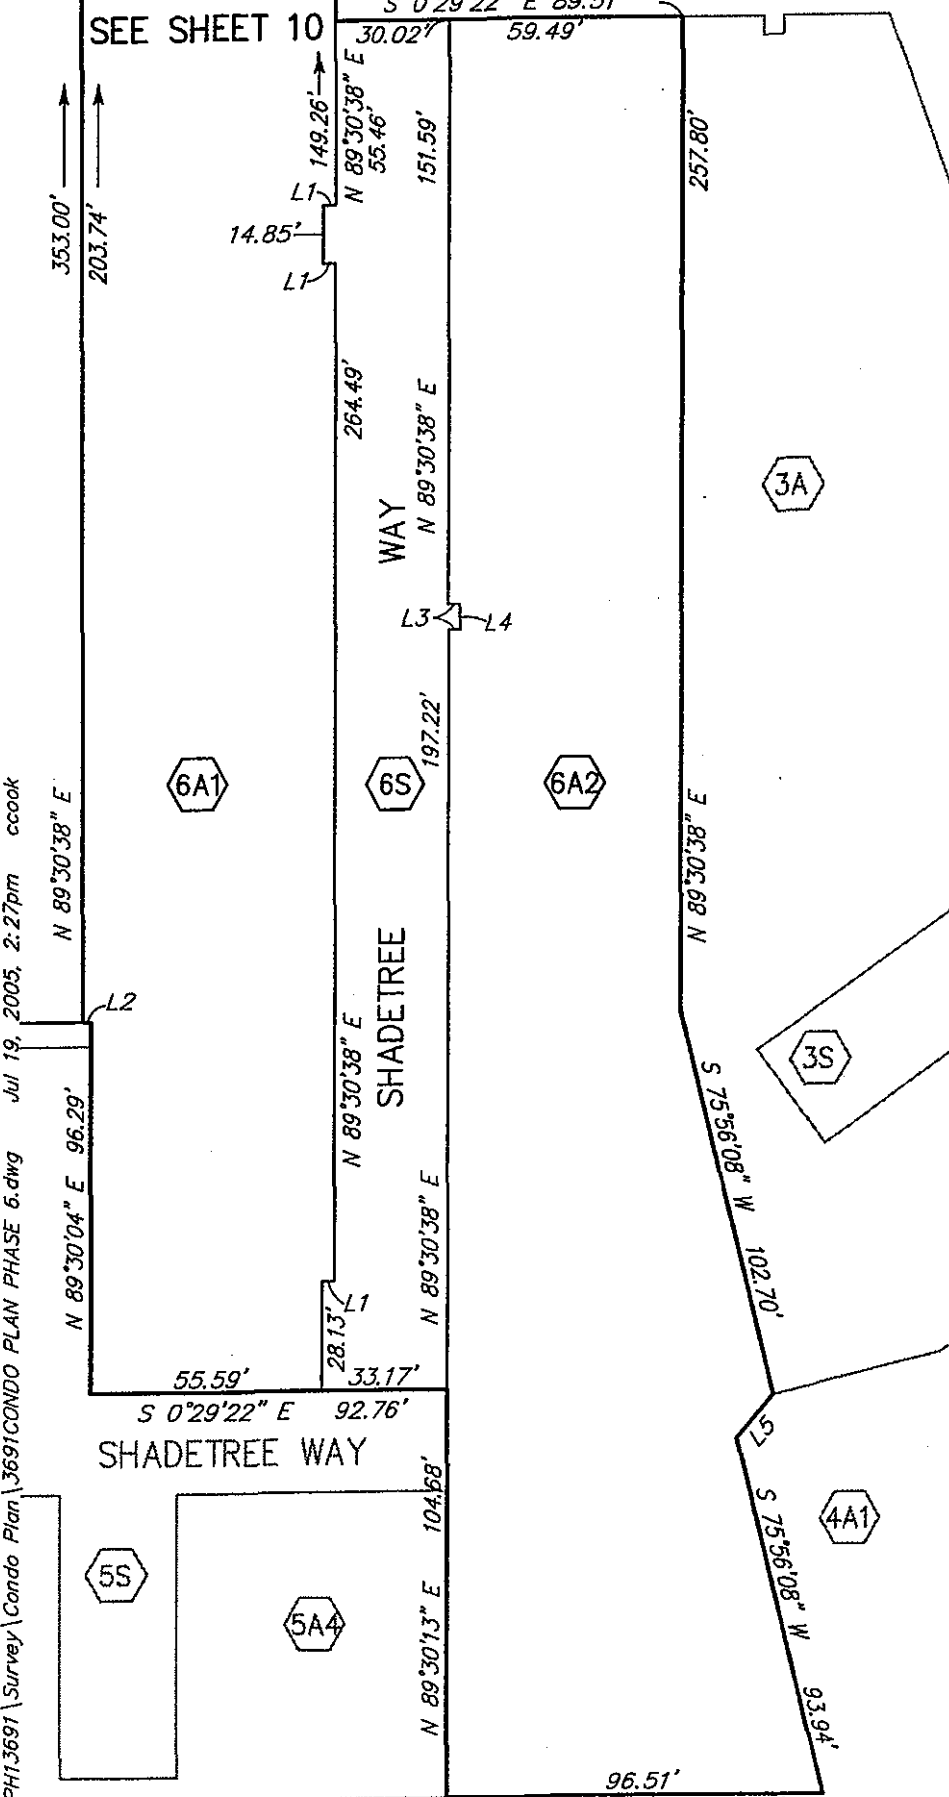 S 0°29'22" E 89.51'
SEE SHEET 10
30.02'
59.49'
353.00'
203.74'
149.26'
N 89°30'38" E
55.46'
151.59'
257.80'
L1
14.85'
L1
264.49'
N 89°30'38" E
WAY
3A
L3
L4
197.22'
6A1
6S
6A2
N 89°30'38" E
N 89°30'38" E
SHADETREE
L2
N 89°30'38" E
3S
S 75°56'08" W 102.70'
N 89°30'04" E 96.29'
N 89°30'38" E
L1
28.13'
55.59'
33.17'
S 0°29'22" E 92.76'
SHADETREE WAY
L5
104.68'
N 89°30'13" E
S 75°56'08" W 93.94'
4A1
5S
5A4
96.51'
PH13691\Survey\Condo Plan\3691CONDO PLAN PHASE 6.dwg Jul 19, 2005, 2:27pm ccook